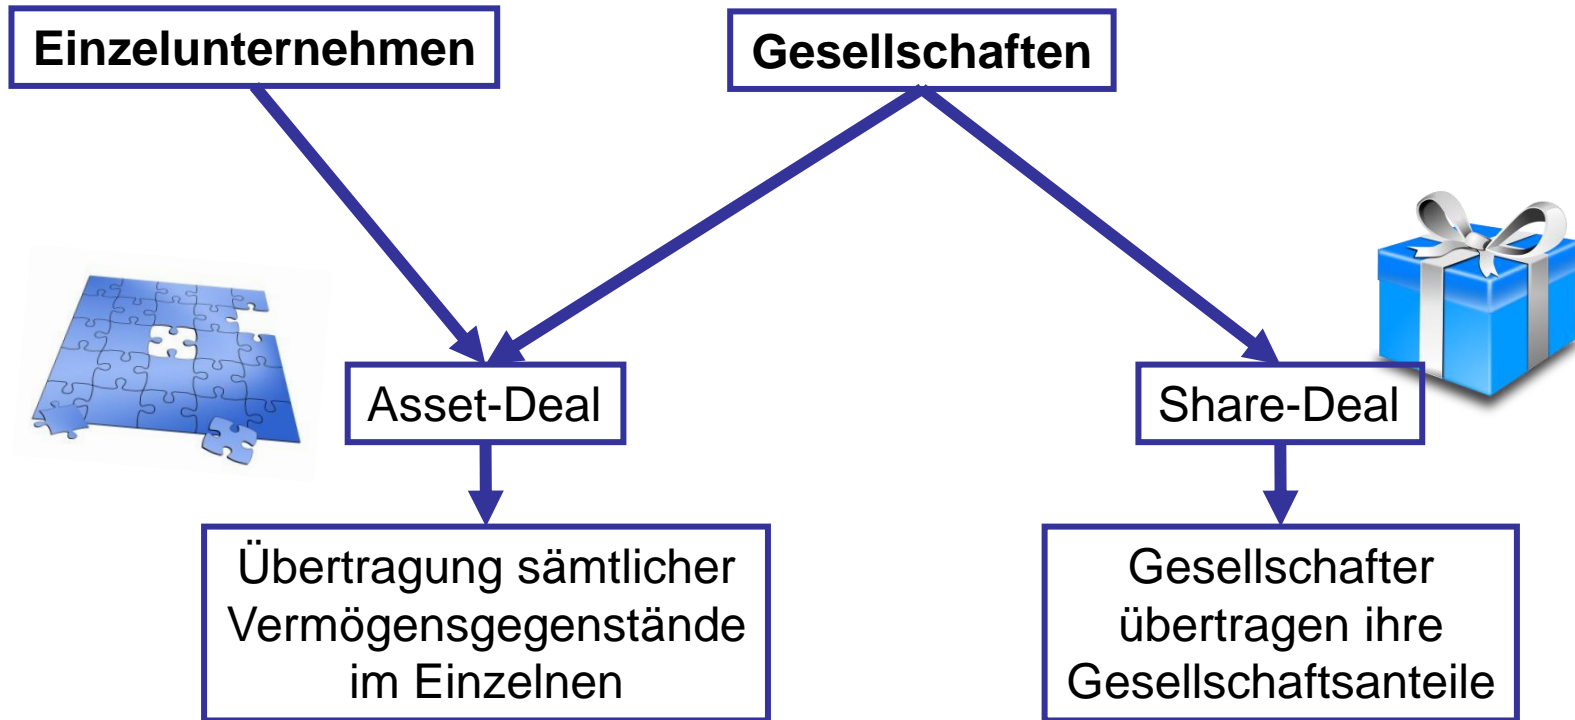 Einzelunternehmen
Gesellschaften
Asset-Deal
Share-Deal
Übertragung sämtlicher
Vermögensgegenstände
im Einzelnen
Gesellschafter
übertragen ihre
Gesellschaftsanteile